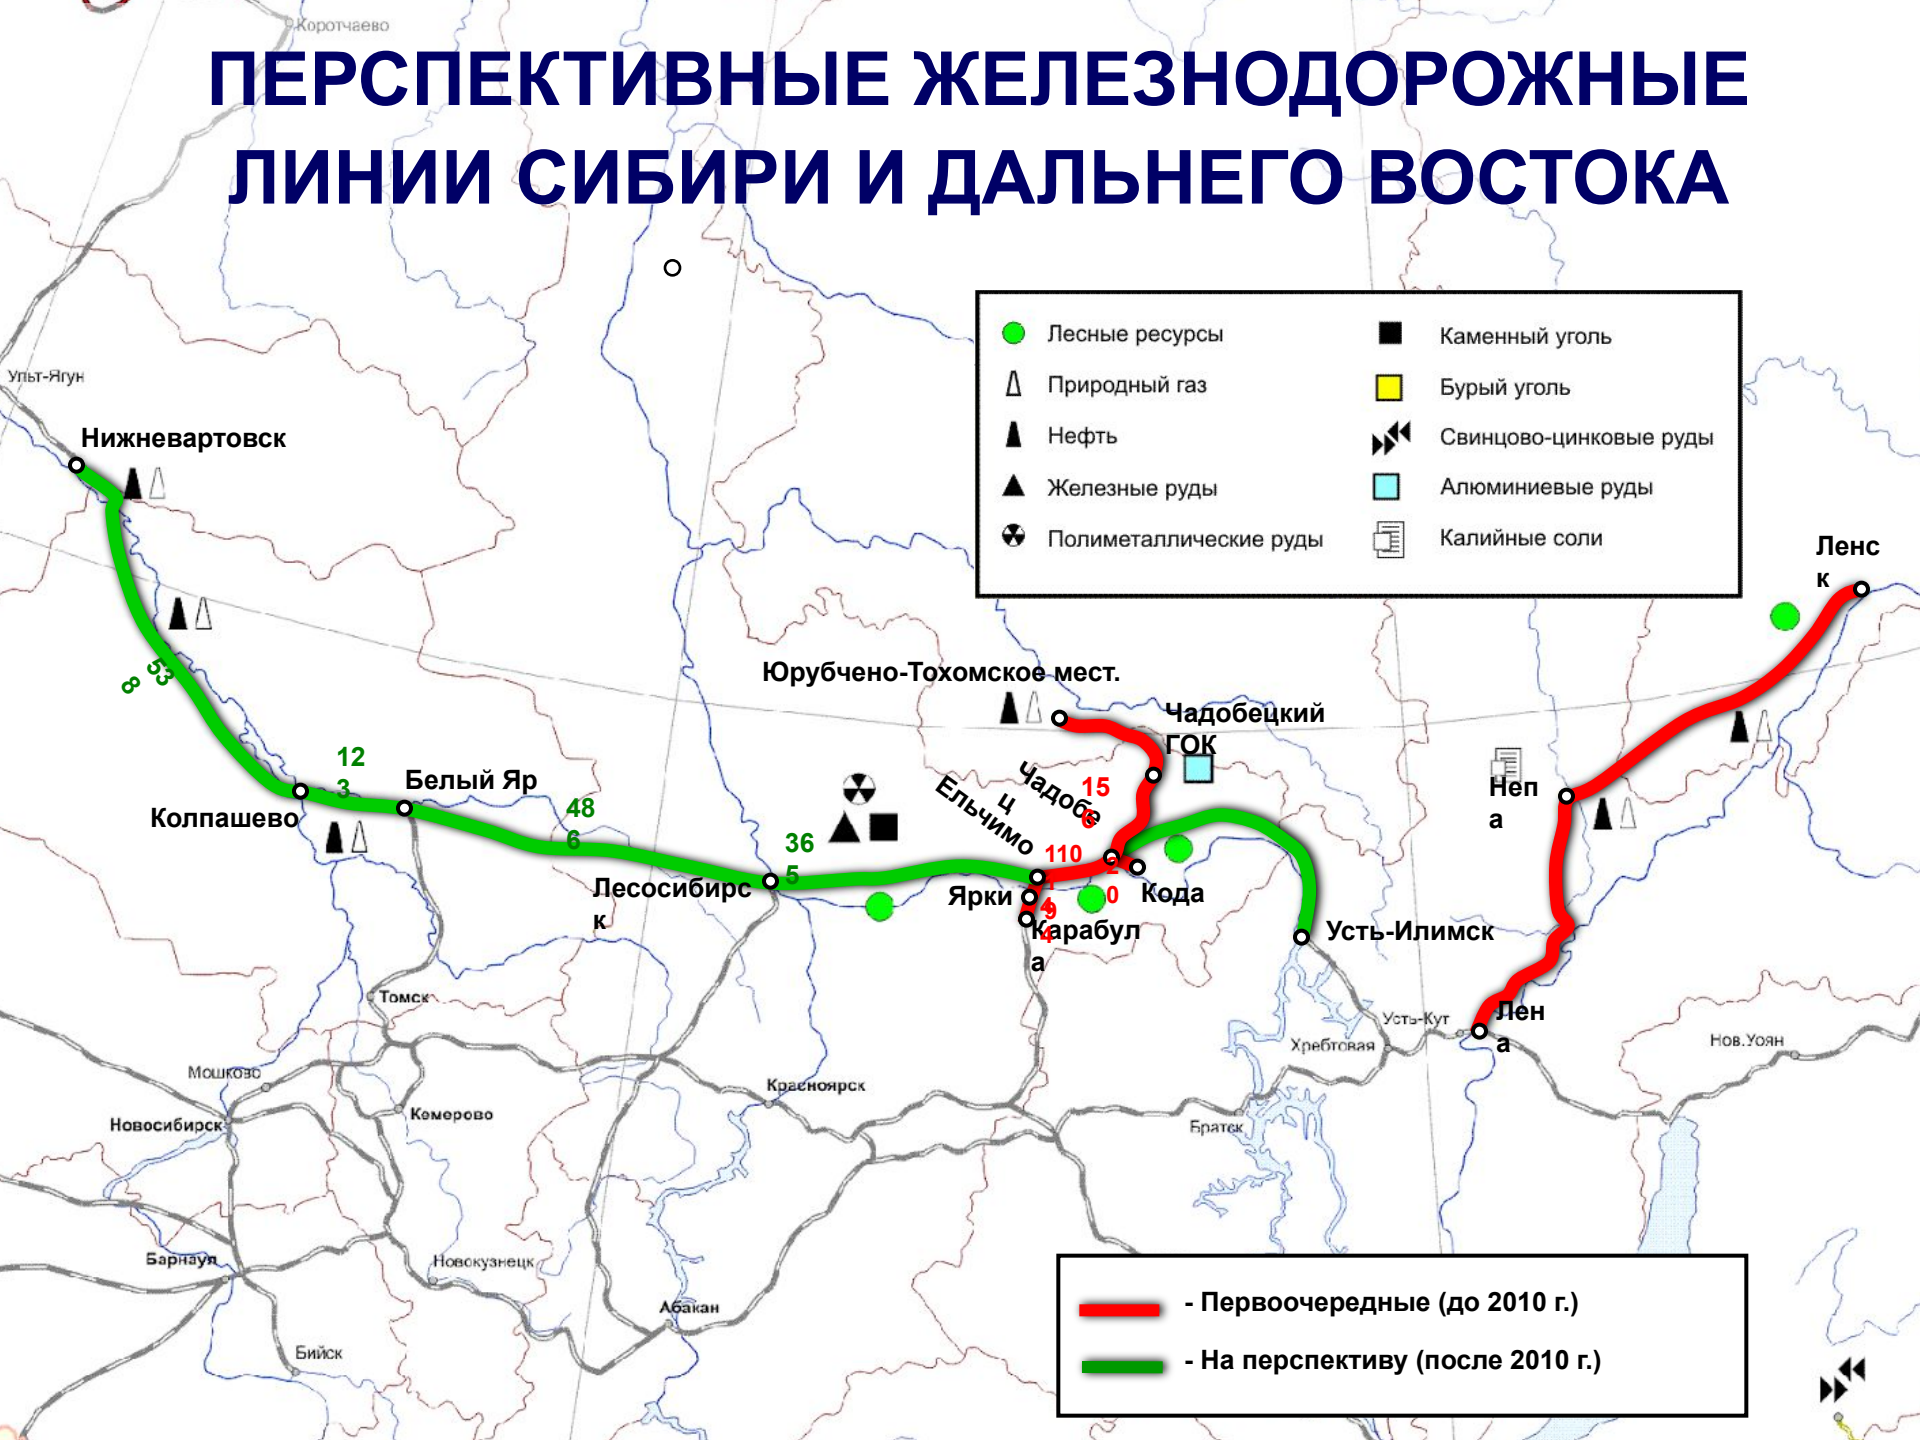 Коротчаево
ПЕРСПЕКТИВНЫЕ ЖЕЛЕЗНОДОРОЖНЫЕ
ЛИНИИ СИБИРИ И ДАЛЬНЕГО ВОСТОКА
Лесные ресурсы
Природный газ
Нефть
Железные руды
Полиметаллические руды
Каменный уголь
Бурый уголь
Свинцово-цинковые руды
Алюминиевые руды
Калийные соли
Ульт-Ягун
Нижневартовск
Ленс
к
53
8
Юрубчено-Тохомское мест.
Чадобецкий
ГОК
12
3
Белый Яр
Колпашево
48
6
36
5
Чадобе
ц
Ельчимо
15
6
110
2
0
Неп
а
Лесосибирс
к
Ярки
Кода
Карабул
а
Усть-Илимск
Лен
а
Томск
Усть-Кут
Хребтовая
Нов.Уоян
Мошково
Новосибирск
Кемерово
Красноярск
Братск
Барнаул
Новокузнецк
Абакан
Бийск
- Первоочередные (до 2010 г.)
- На перспективу (после 2010 г.)